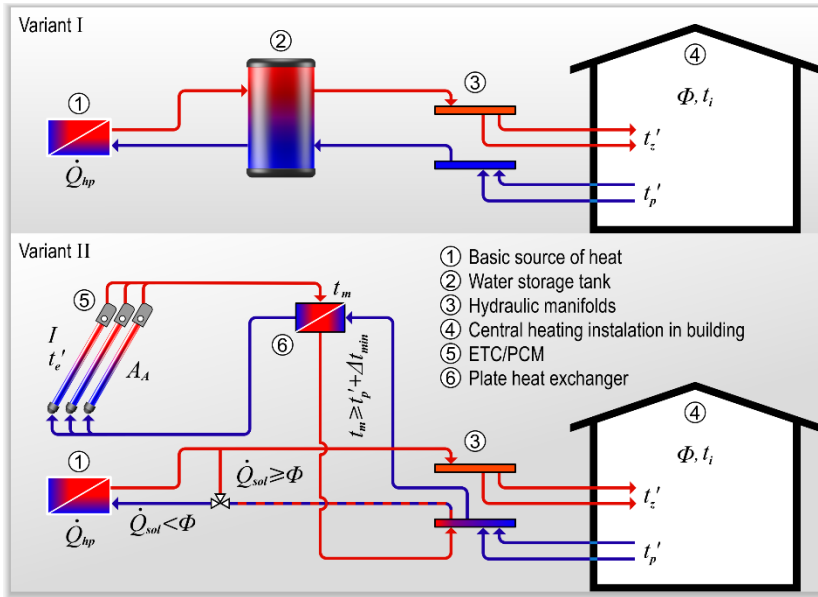 Variant I
①
②
③
④
Q̇hp
Φ, ti
tz'
tp'
Variant II
① Basic source of heat
② Water storage tank
③ Hydraulic manifolds
④ Central heating instalation in building
⑤ ETC/PCM
⑥ Plate heat exchanger
⑤
tm
⑥
I
te'
AA
tm ≥ tp' + Δtmin
①
Q̇sol ≥ Φ
③
④
Φ, ti
Q̇hp
Q̇sol < Φ
tz'
tp'